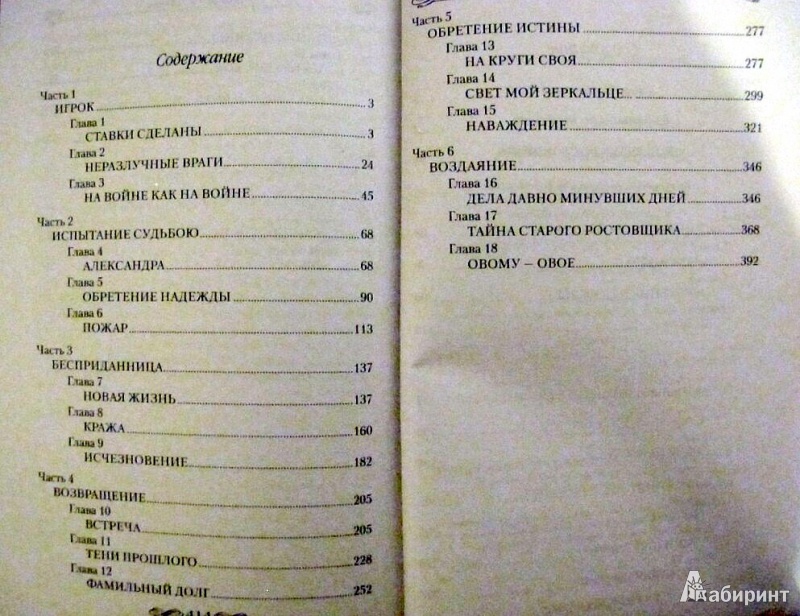 Содержание
Часть 1
ИГРОК 3
Глава 1
СТАВКИ СДЕЛАНЫ 3
Глава 2
НЕРАЗЛУЧНЫЕ ВРАГИ 24
Глава 3
НА ВОЙНЕ КАК НА ВОЙНЕ 45
Часть 2
ИСПЫТАНИЕ СУДЬБОЮ 68
Глава 4
АЛЕКСАНДРА 68
Глава 5
ОБРЕТЕНИЕ НАДЕЖДЫ 90
Глава 6
ПОЖАР 113
Часть 3
БЕСПРИДАННИЦА 137
Глава 7
НОВАЯ ЖИЗНЬ 137
Глава 8
КРАЖА 160
Глава 9
ИСЧЕЗНОВЕНИЕ 182
Часть 4
ВОЗВРАЩЕНИЕ 205
Глава 10
ВСТРЕЧА 205
Глава 11
ТЕНИ ПРОШЛОГО 228
Глава 12
ФАМИЛЬНЫЙ ДОЛГ 252
Часть 5
ОБРЕТЕНИЕ ИСТИНЫ 277
Глава 13
НА КРУГИ СВОЯ 277
Глава 14
СВЕТ МОЙ ЗЕРКАЛЬЦЕ... 299
Глава 15
НАВАЖДЕНИЕ 321
Часть 6
ВОЗДАЯНИЕ 346
Глава 16
ДЕЛА ДАВНО МИНУВШИХ ДНЕЙ 346
Глава 17
ТАЙНА СТАРОГО РОСТОВЩИКА 368
Глава 18
ОВОМУ – ОВОЕ 392
Лабиринт